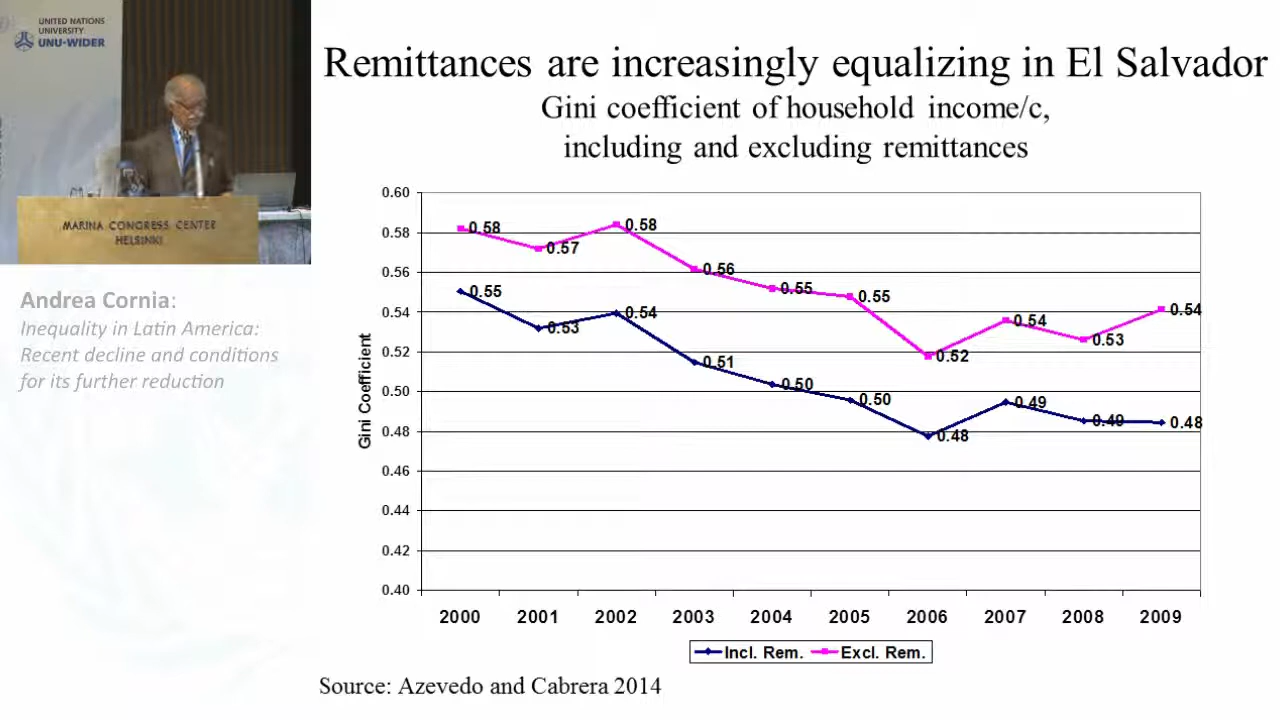 UNITED NATIONS
UNIVERSITY
UNU-WIDER
MARINA CONGRESS CENTER
HELSINKI
Andrea Cornia:
Inequality in Latin America:
Recent decline and conditions
for its further reduction
Remittances are increasingly equalizing in El Salvador
Gini coefficient of household income/c,
including and excluding remittances
Gini Coefficient
0.60
0.58
0.56
0.54
0.52
0.50
0.48
0.46
0.44
0.42
0.40
0.58 0.57 0.58 0.56 0.55 0.55 0.52 0.54 0.53 0.54
0.55 0.53 0.54 0.51 0.50 0.50 0.48 0.49 0.49 0.48
2000 2001 2002 2003 2004 2005 2006 2007 2008 2009
Incl. Rem. Excl. Rem.
Source: Azevedo and Cabrera 2014